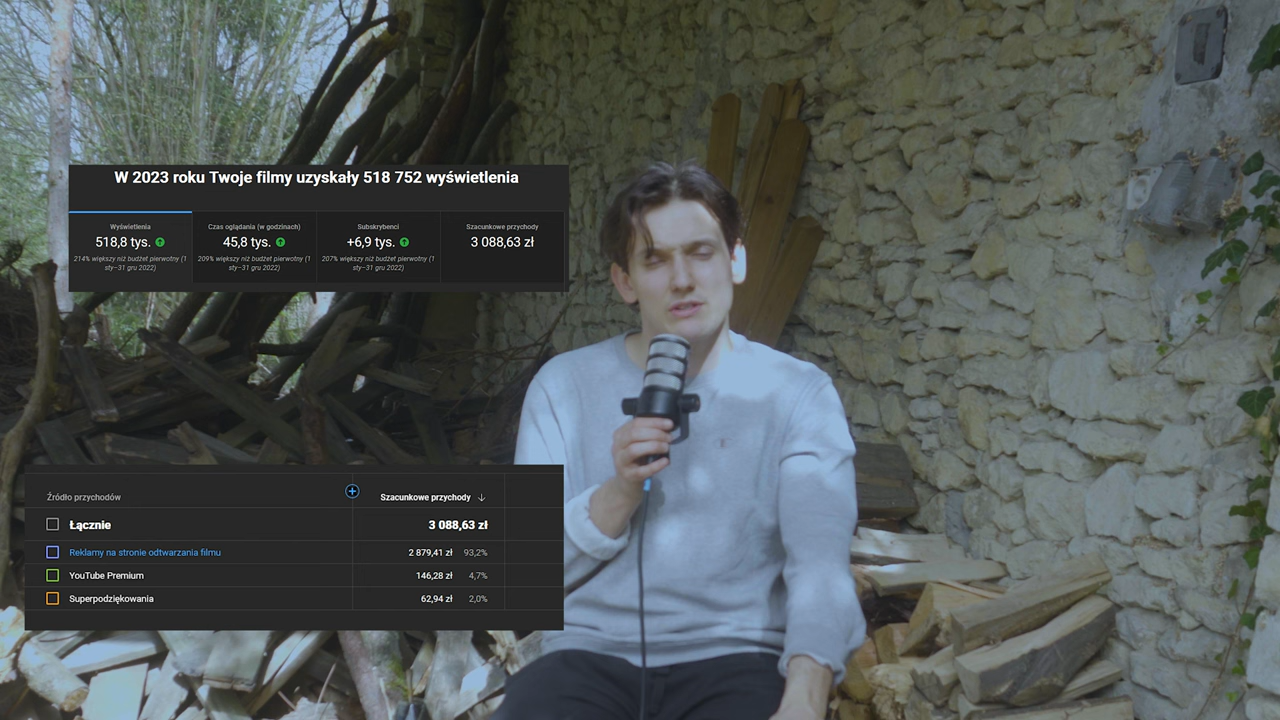 W 2023 roku Twoje filmy uzyskały 518 752 wyświetlenia
Wyświetlenia
518,8 tys.
214% większy niż budżet pierwotny (1
sty–31 gru 2022)
Czas oglądania (w godzinach)
45,8 tys.
209% większy niż budżet pierwotny (1
sty–31 gru 2022)
Subskrybenci
+6,9 tys.
207% większy niż budżet pierwotny (1
sty–31 gru 2022)
Szacunkowe przychody
3 088,63 zł
Źródło przychodów Szacunkowe przychody
Łącznie 3 088,63 zł
Reklamy na stronie odtwarzania filmu 2 879,41 zł 93,2%
YouTube Premium 146,28 zł 4,7%
Superpodziękowania 62,94 zł 2,0%